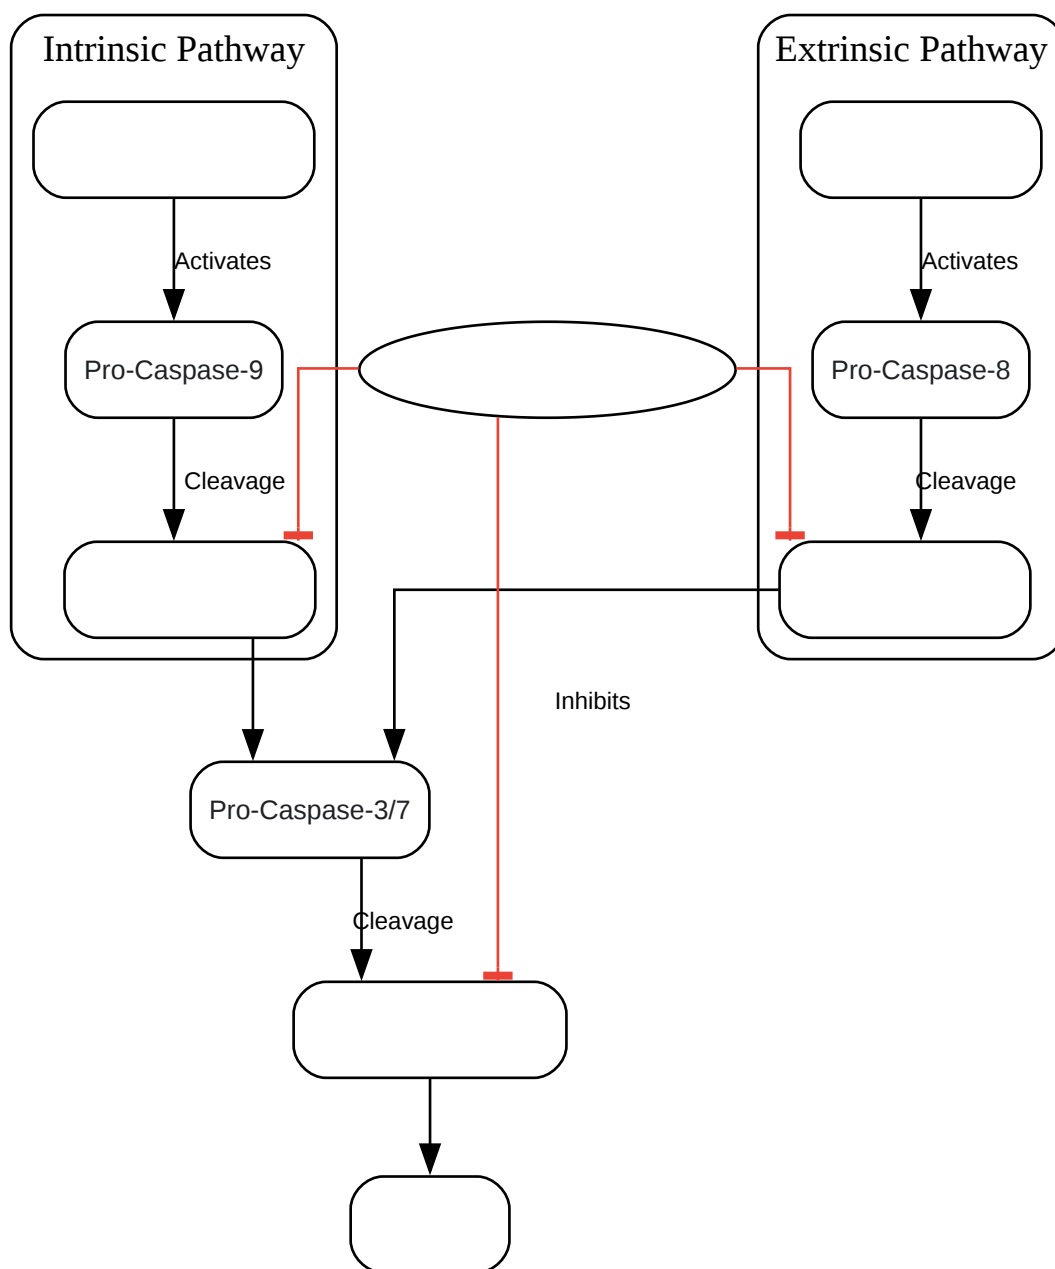 Intrinsic Pathway
Extrinsic Pathway
Activates
Activates
Pro-Caspase-9
Pro-Caspase-8
Cleavage
Cleavage
Inhibits
Pro-Caspase-3/7
Cleavage